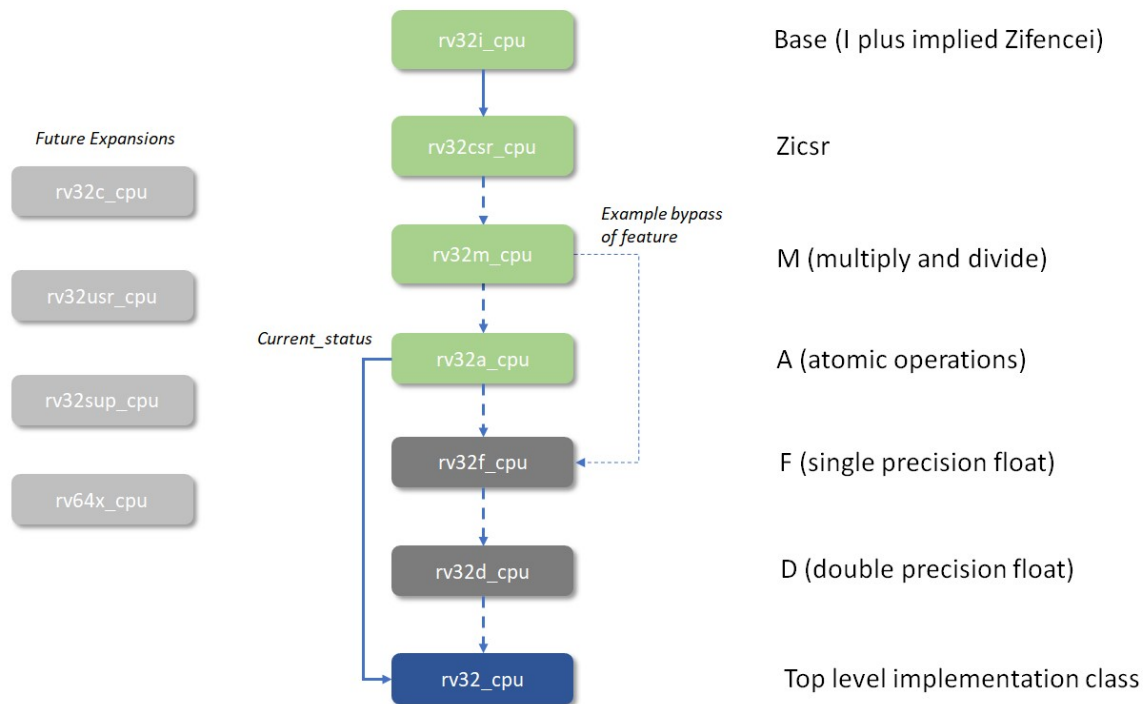 rv32i_cpu
Base (I plus implied Zifencei)
Future Expansions
rv32csr_cpu
Zicsr
rv32c_cpu
Example bypass
of feature
rv32m_cpu
M (multiply and divide)
rv32usr_cpu
Current_status
rv32a_cpu
A (atomic operations)
rv32sup_cpu
rv32f_cpu
F (single precision float)
rv64x_cpu
rv32d_cpu
D (double precision float)
rv32_cpu
Top level implementation class